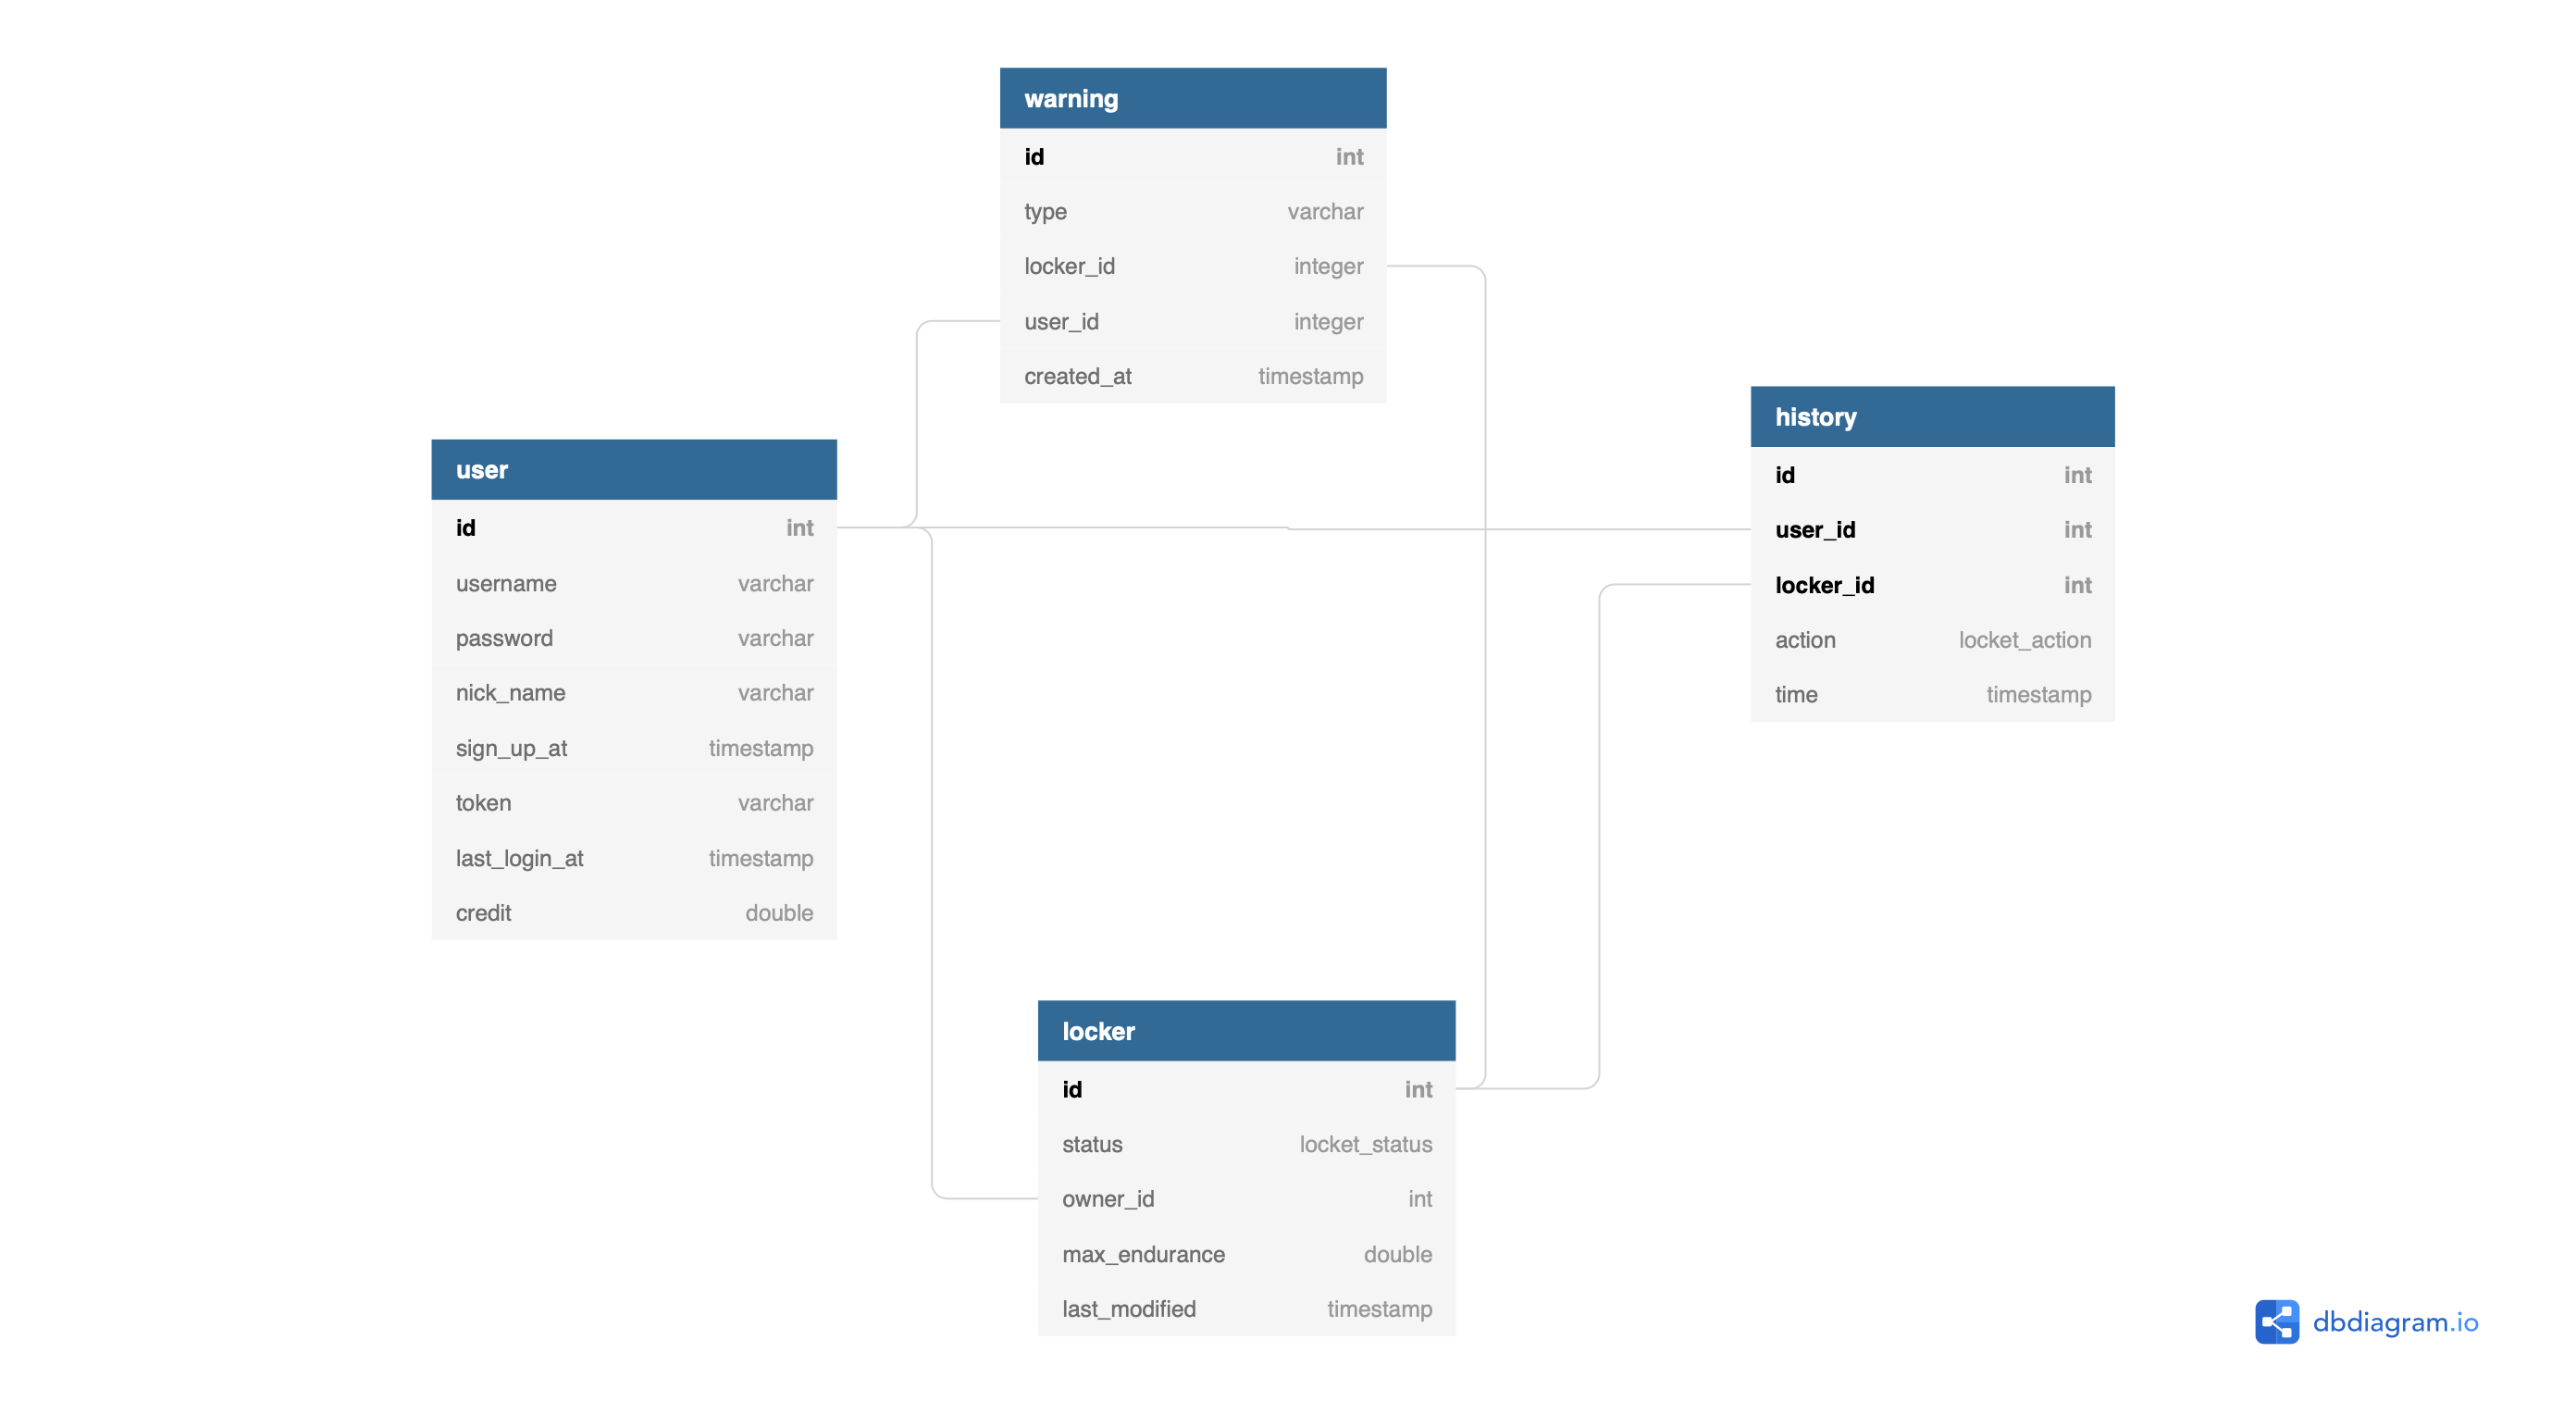 warning
id int
type varchar
locker_id integer
user_id integer
created_at timestamp
user
id int
username varchar
password varchar
nick_name varchar
sign_up_at timestamp
token varchar
last_login_at timestamp
credit double
history
id int
user_id int
locker_id int
action locket_action
time timestamp
locker
id int
status locket_status
owner_id int
max_endurance double
last_modified timestamp
dbdiagram.io